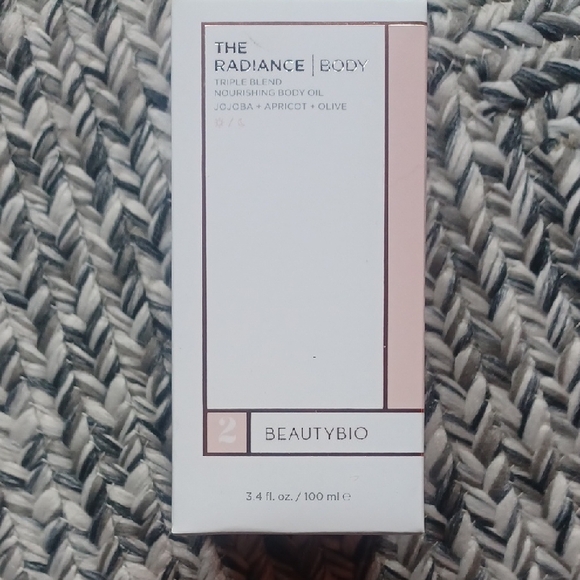 THE
RADIANCE | BODY
TRIPLE BLEND
NOURISHING BODY OIL
JOJOBA + APRICOT + OLIVE
2
BEAUTYBIO
3.4 fl. oz. / 100 ml ℮